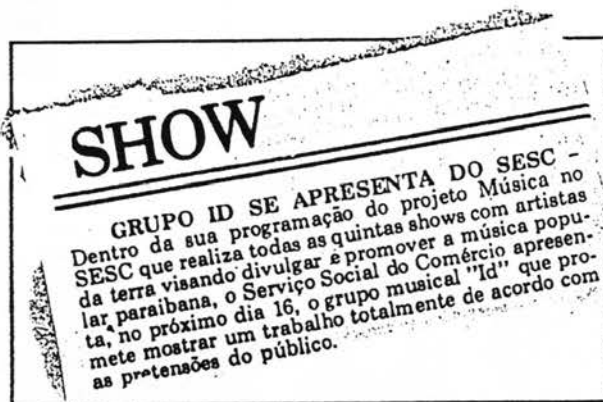 SHOW
GRUPO ID SE APRESENTA DO SESC -
Dentro da sua programação do projeto Música no
SESC que realiza todas as quintas shows com artistas
da terra visando divulgar e promover a música popu-
lar paraibana, o Serviço Social do Comércio apresen-
ta, no próximo dia 16, o grupo musical "Id" que pro-
mete mostrar um trabalho totalmente de acordo com
as pretensões do público.